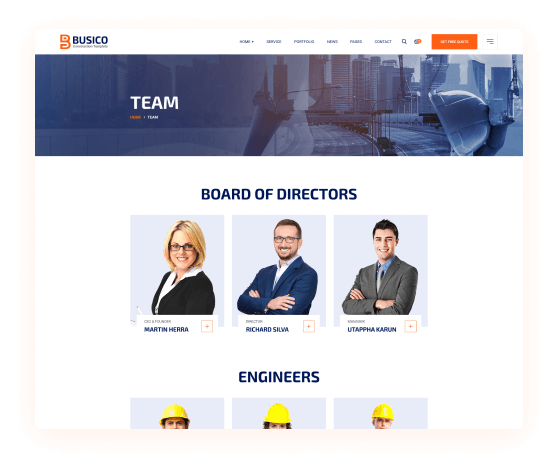 BUSICO
Construction Template
HOME SERVICE PORTFOLIO NEWS PAGES CONTACT GET FREE QUOTE
TEAM
HOME > TEAM
BOARD OF DIRECTORS
CEO & FOUNDER
MARTIN HERRA
DIRECTOR
RICHARD SILVA
MANAGER
UTAPPHA KARUN
ENGINEERS